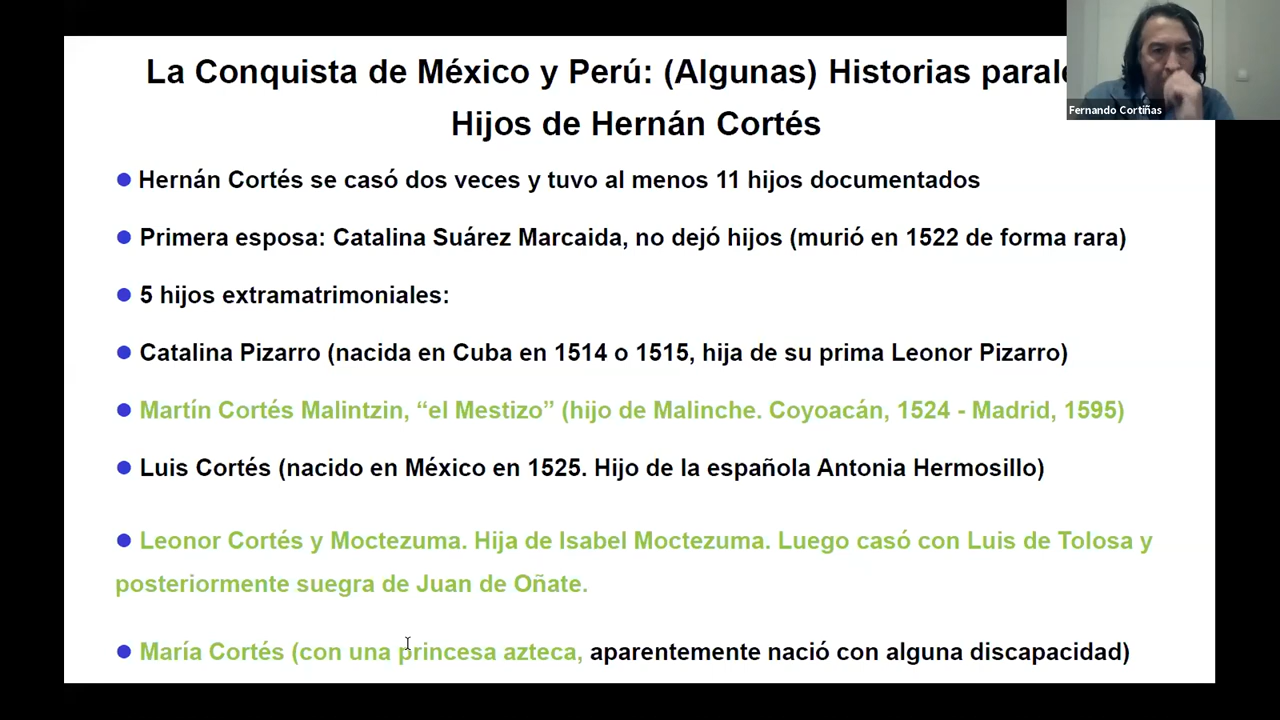 La Conquista de México y Perú: (Algunas) Historias
Hijos de Hernán Cortés
Fernando Cortiñas
Hernán Cortés se casó dos veces y tuvo al menos 11 hijos documentados
Primera esposa: Catalina Suárez Marcaida, no dejó hijos (murió en 1522 de forma rara)
5 hijos extramatrimoniales:
Catalina Pizarro (nacida en Cuba en 1514 o 1515, hija de su prima Leonor Pizarro)
Martín Cortés Malintzin, “el Mestizo” (hijo de Malinche. Coyoacán, 1524 - Madrid, 1595)
Luis Cortés (nacido en México en 1525. Hijo de la española Antonia Hermosillo)
Leonor Cortés y Moctezuma. Hija de Isabel Moctezuma. Luego casó con Luis de Tolosa y
posteriormente suegra de Juan de Oñate.
María Cortés (con una princesa azteca, aparentemente nació con alguna discapacidad)